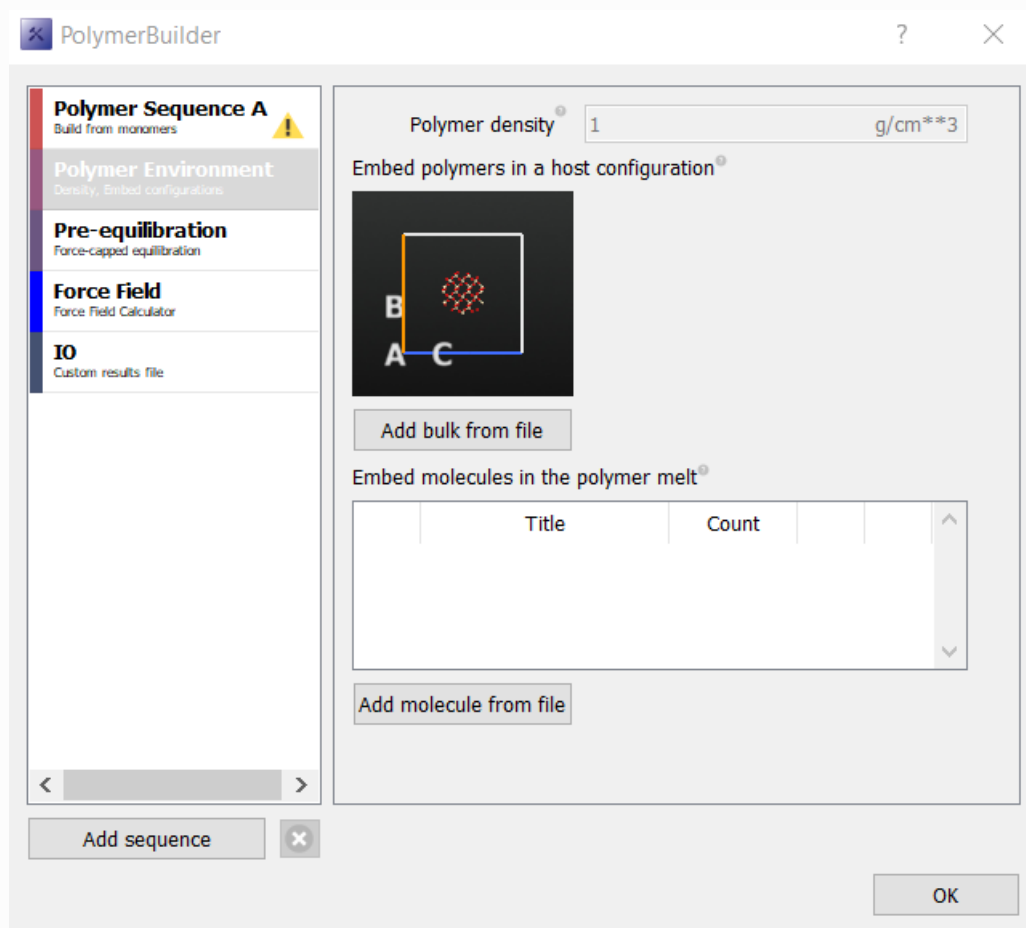 PolymerBuilder
?
Polymer Sequence A
Build from monomers
Polymer Environment
Density, Embed configurations
Pre-equilibration
Force-capped equilibration
Force Field
Force Field Calculator
IO
Custom results file
Add sequence
Polymer density
1 g/cm**3
Embed polymers in a host configuration
B
A C
Add bulk from file
Embed molecules in the polymer melt
Title Count
Add molecule from file
OK